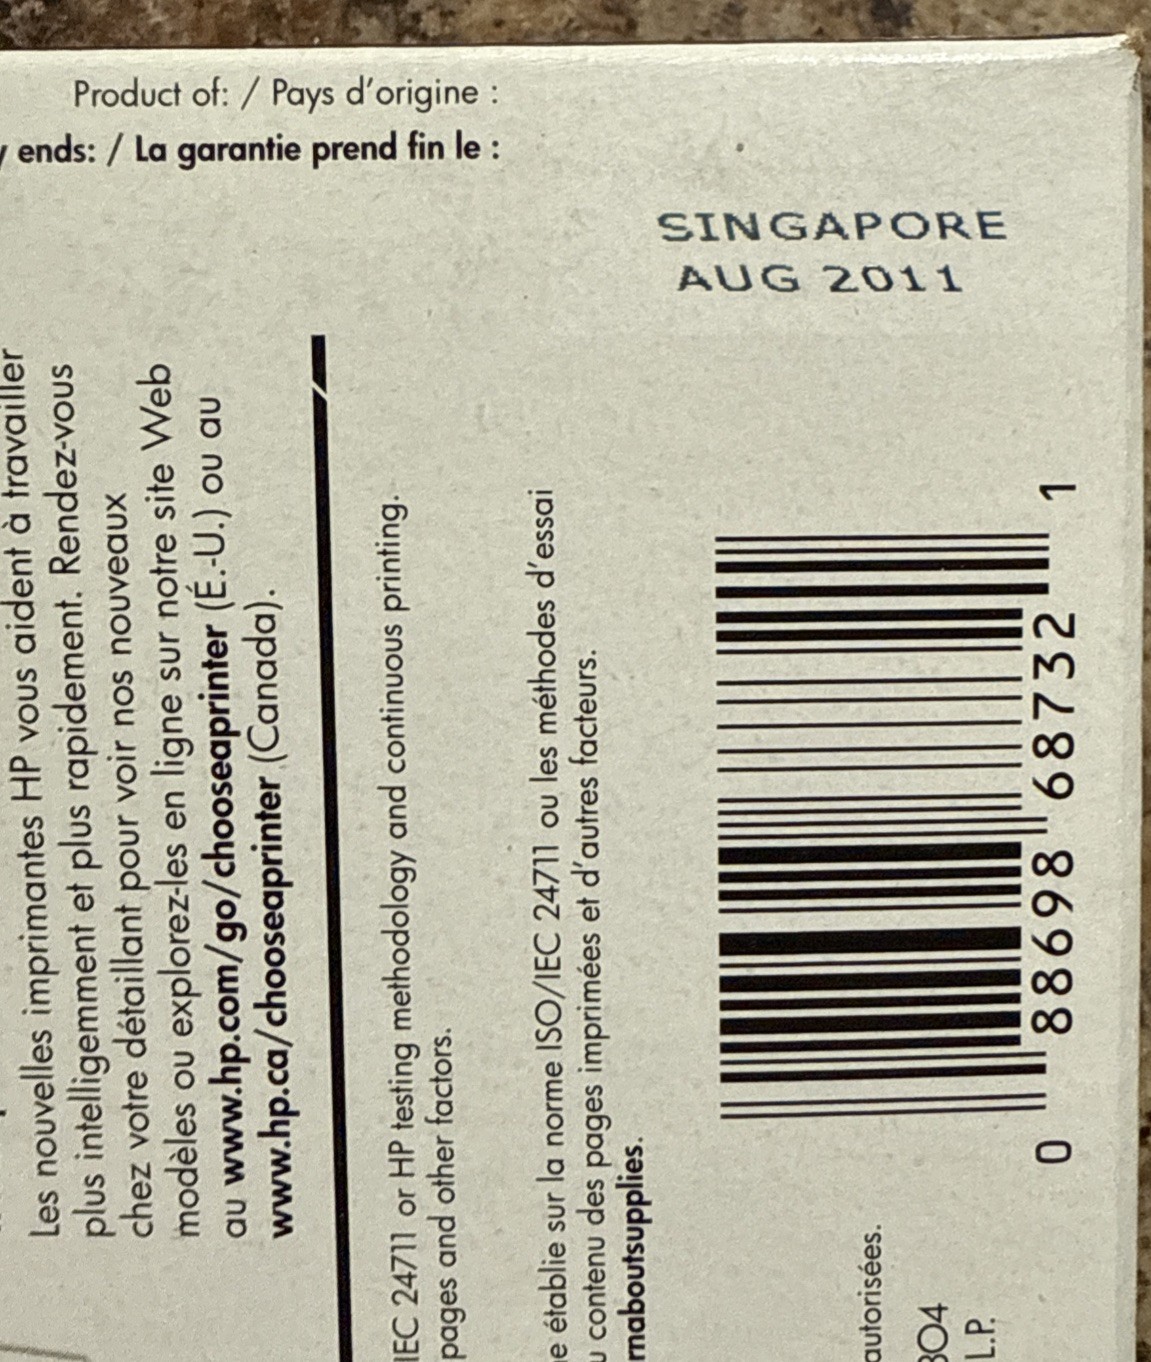 Product of: / Pays d'origine :
ends: / La garantie prend fin le :
SINGAPORE
AUG 2011
Les nouvelles imprimantes HP vous aident à travailler
plus intelligemment et plus rapidement. Rendez-vous
chez votre détaillant pour voir nos nouveaux
modèles ou explorez-les en ligne sur notre site Web
au www.hp.com/go/chooseaprinter (É.-U.) ou au
www.hp.ca/chooseaprinter (Canada).
IEC 24711 or HP testing methodology and continuous printing.
pages and other factors.
établie sur la norme ISO/IEC 24711 ou les méthodes d'essai
contenu des pages imprimées et d'autres facteurs.
rnaboutsupplies.
autorisées.
L.P.
0 88698 68732 1